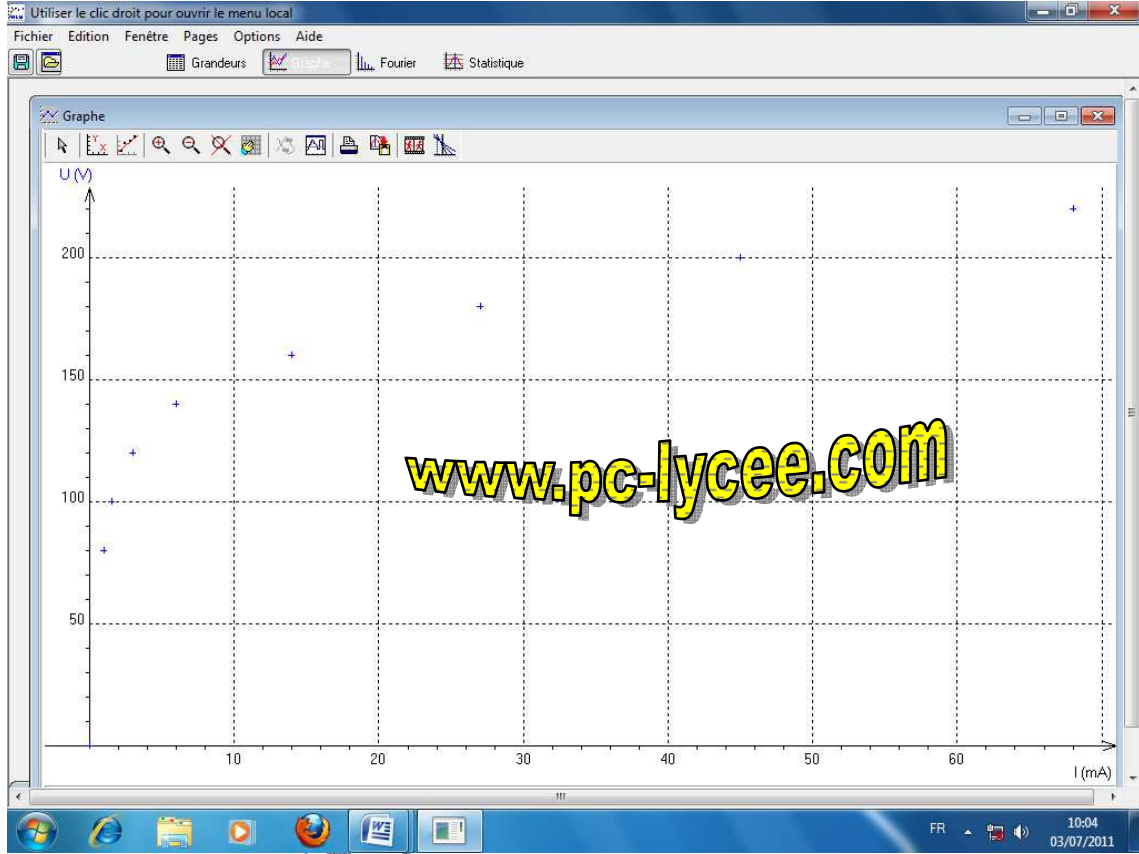 Utiliser le clic droit pour ouvrir le menu local
Fichier Edition Fenêtre Pages Options Aide
Grandeurs Graphe Fourier Statistique
Graphe
U (V)
200
150
100
50
10 20 30 40 50 60
I (mA)
www.pc-lycee.com
FR
10:04
03/07/2011